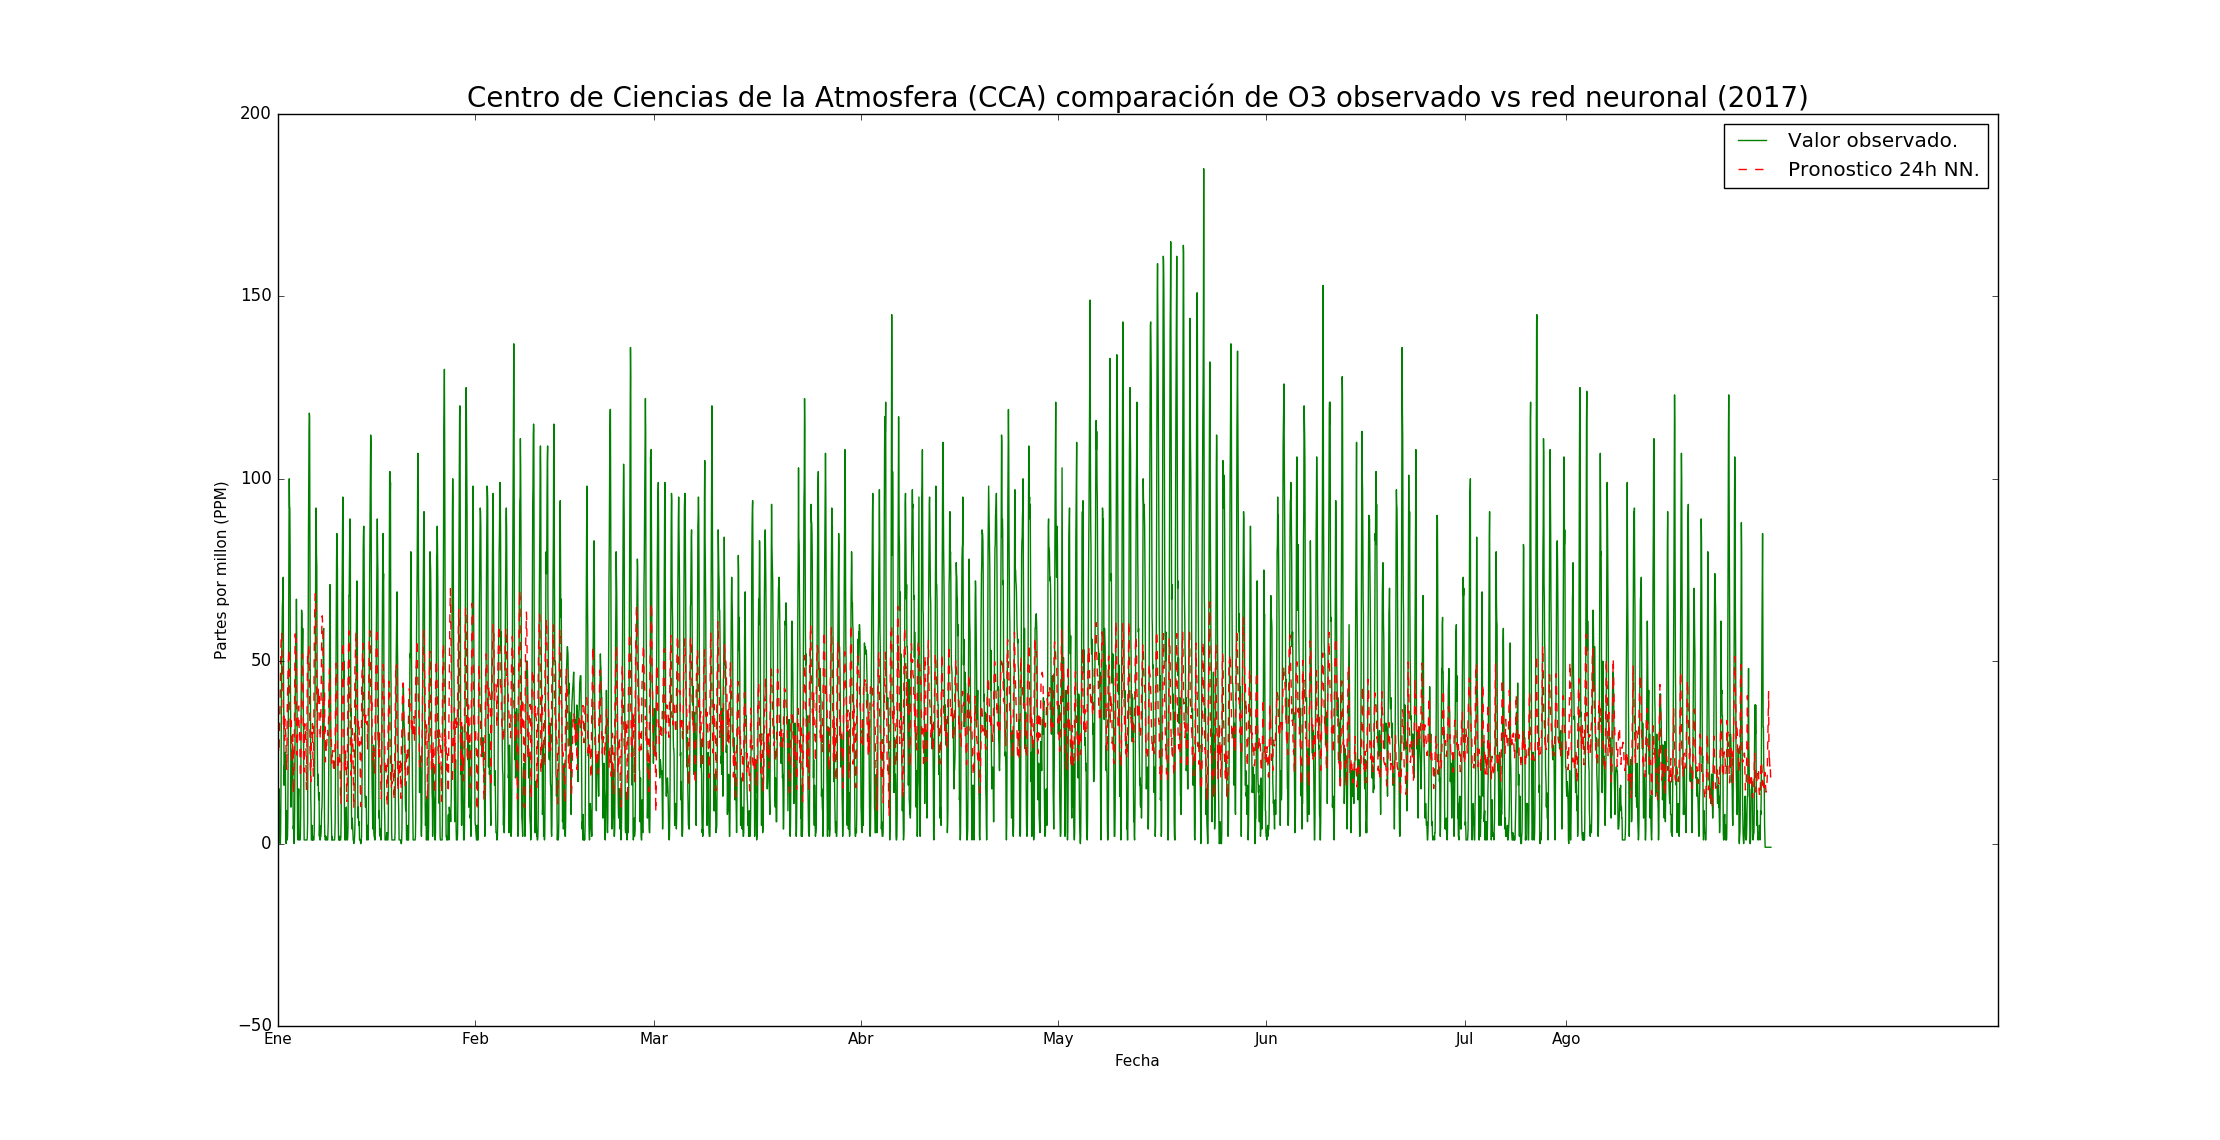 Centro de Ciencias de la Atmosfera (CCA) comparación de O3 observado vs red neuronal (2017)
Valor observado.
Pronostico 24h NN.
200
150
100
50
0
−50
Partes por millon (PPM)
Ene Feb Mar Abr May Jun Jul Ago
Fecha